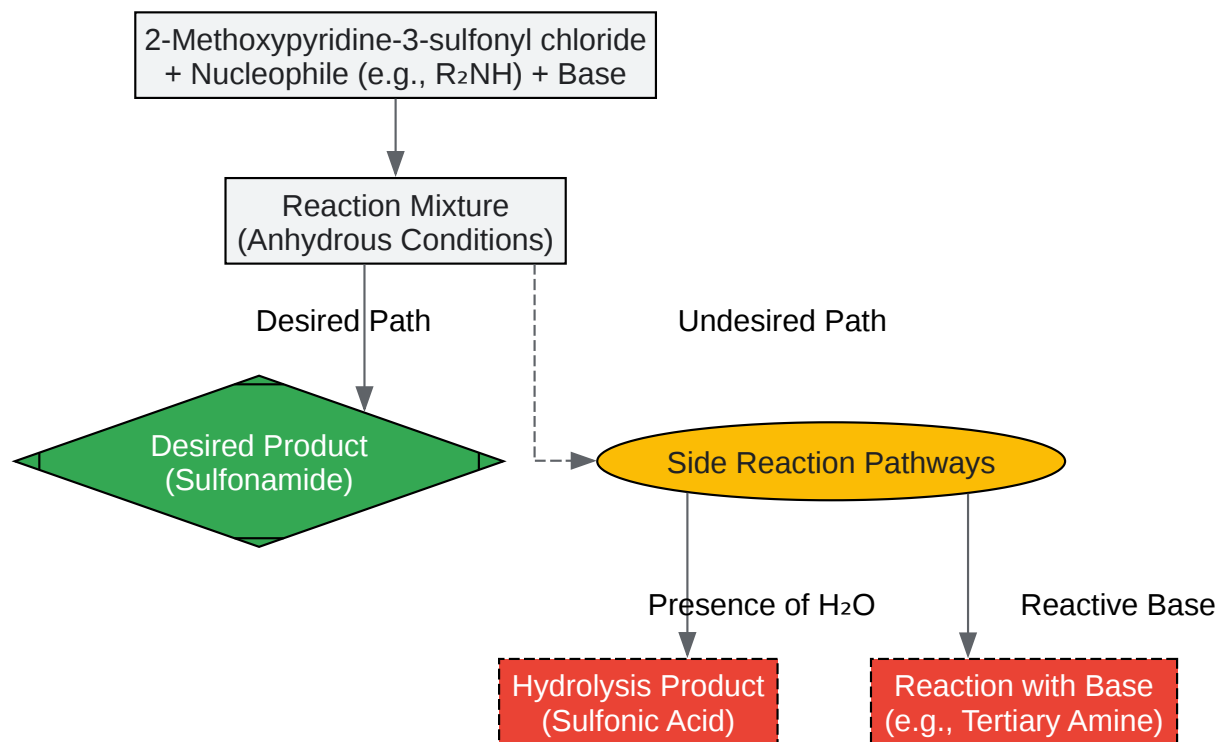 2-Methoxypyridine-3-sulfonyl chloride
+ Nucleophile (e.g., R₂NH) + Base
Reaction Mixture
(Anhydrous Conditions)
Desired Path
Undesired Path
Desired Product
(Sulfonamide)
Side Reaction Pathways
Presence of H₂O
Reactive Base
Hydrolysis Product
(Sulfonic Acid)
Reaction with Base
(e.g., Tertiary Amine)